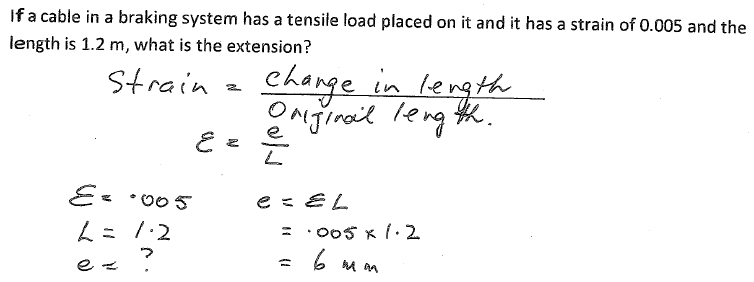 If a cable in a braking system has a tensile load placed on it and it has a strain of 0.005 and the
length is 1.2 m, what is the extension?
Strain = change in length
Original length.
ε = e
L
ε = .005 e = εL
L = 1.2 = .005 x 1.2
e = ? = 6 mm